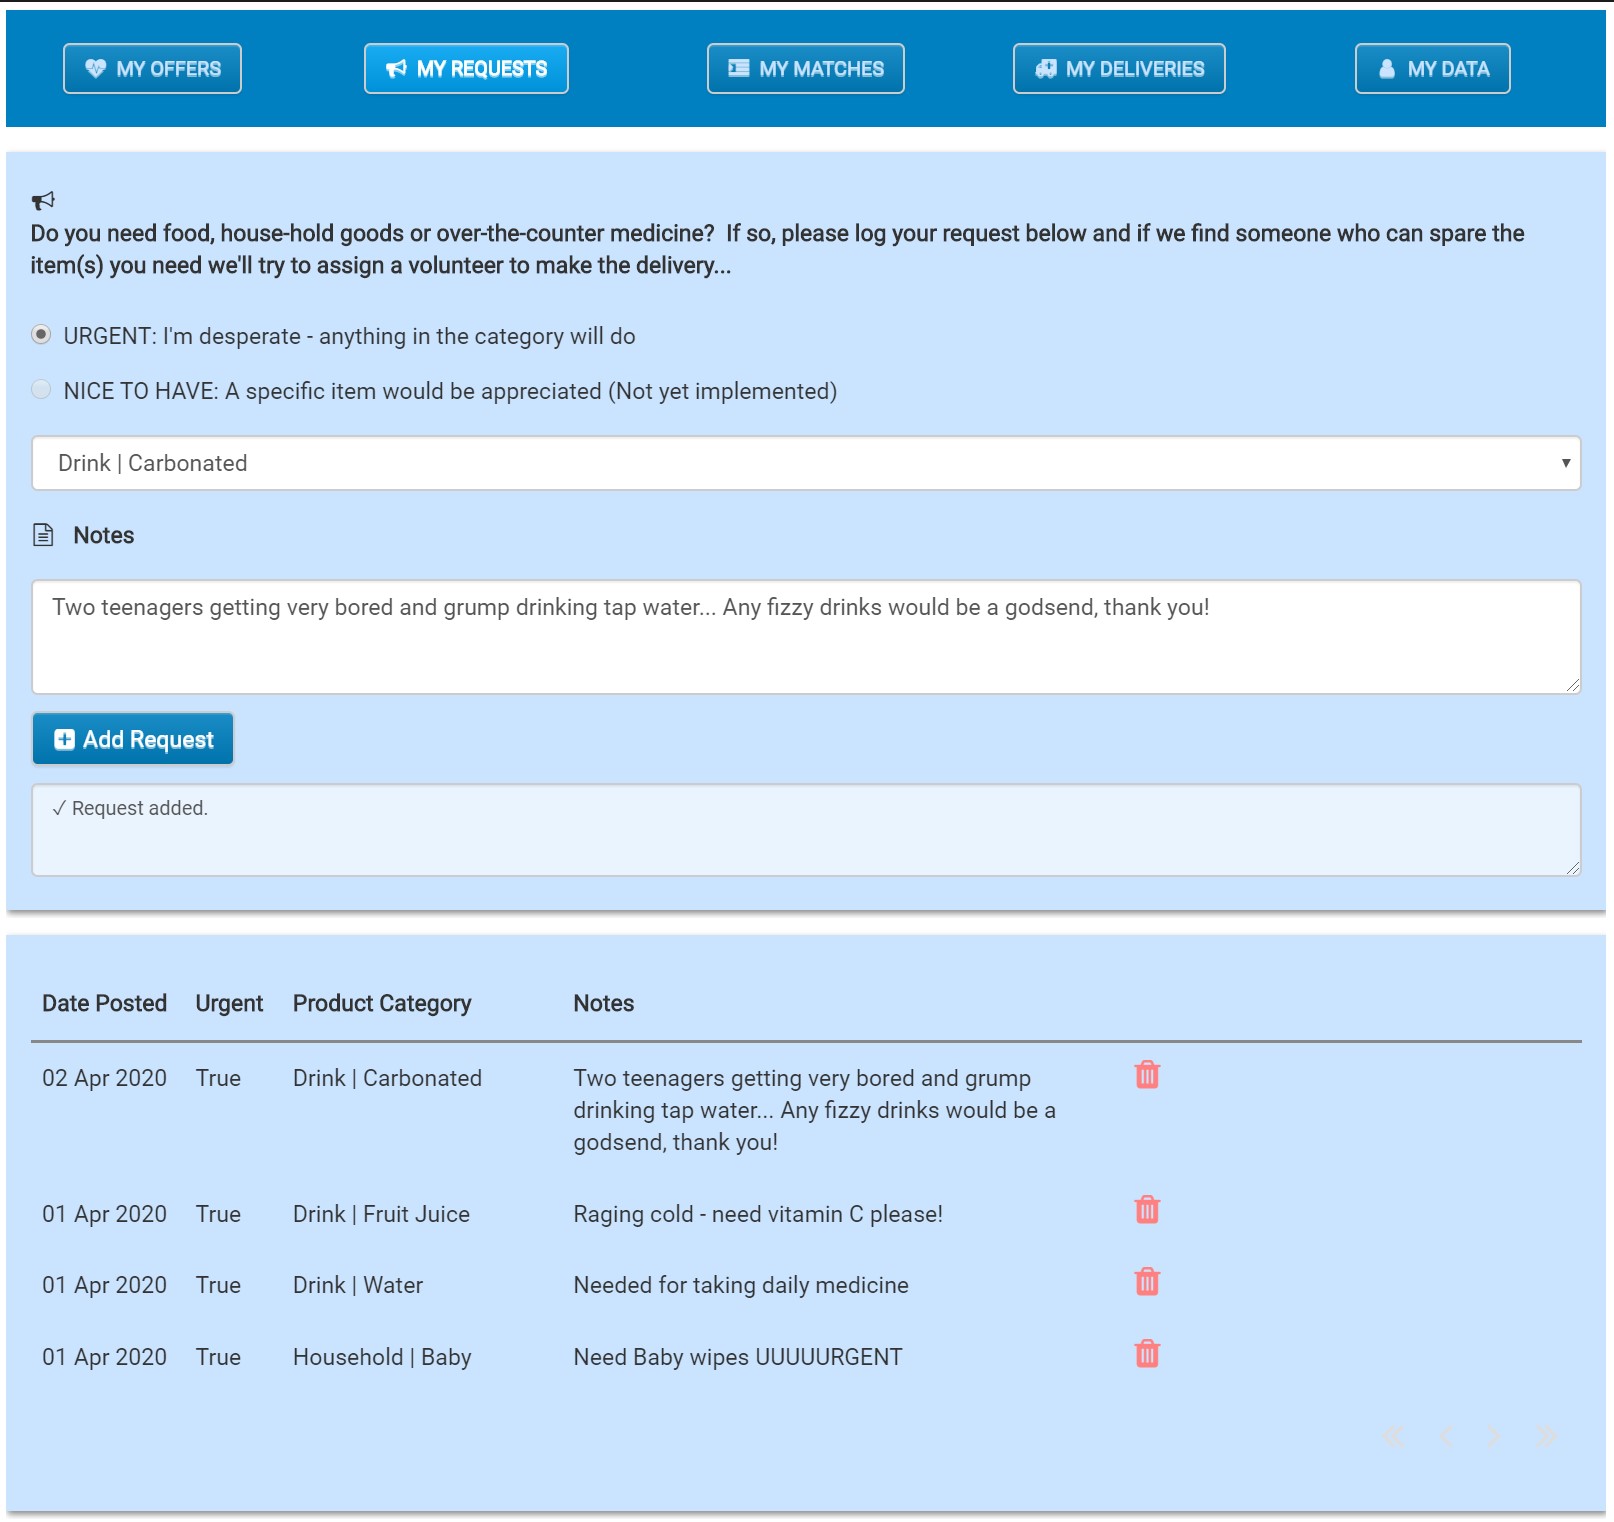 MY OFFERS
MY REQUESTS
MY MATCHES
MY DELIVERIES
MY DATA
Do you need food, house-hold goods or over-the-counter medicine?  If so, please log your request below and if we find someone who can spare the
item(s) you need we'll try to assign a volunteer to make the delivery...
URGENT: I'm desperate - anything in the category will do
NICE TO HAVE: A specific item would be appreciated (Not yet implemented)
Drink | Carbonated
Notes
Two teenagers getting very bored and grump drinking tap water... Any fizzy drinks would be a godsend, thank you!
Add Request
✓ Request added.
Date Posted Urgent Product Category Notes
02 Apr 2020 True Drink | Carbonated Two teenagers getting very bored and grump
drinking tap water... Any fizzy drinks would be a
godsend, thank you!
01 Apr 2020 True Drink | Fruit Juice Raging cold - need vitamin C please!
01 Apr 2020 True Drink | Water Needed for taking daily medicine
01 Apr 2020 True Household | Baby Need Baby wipes UUUUURGENT